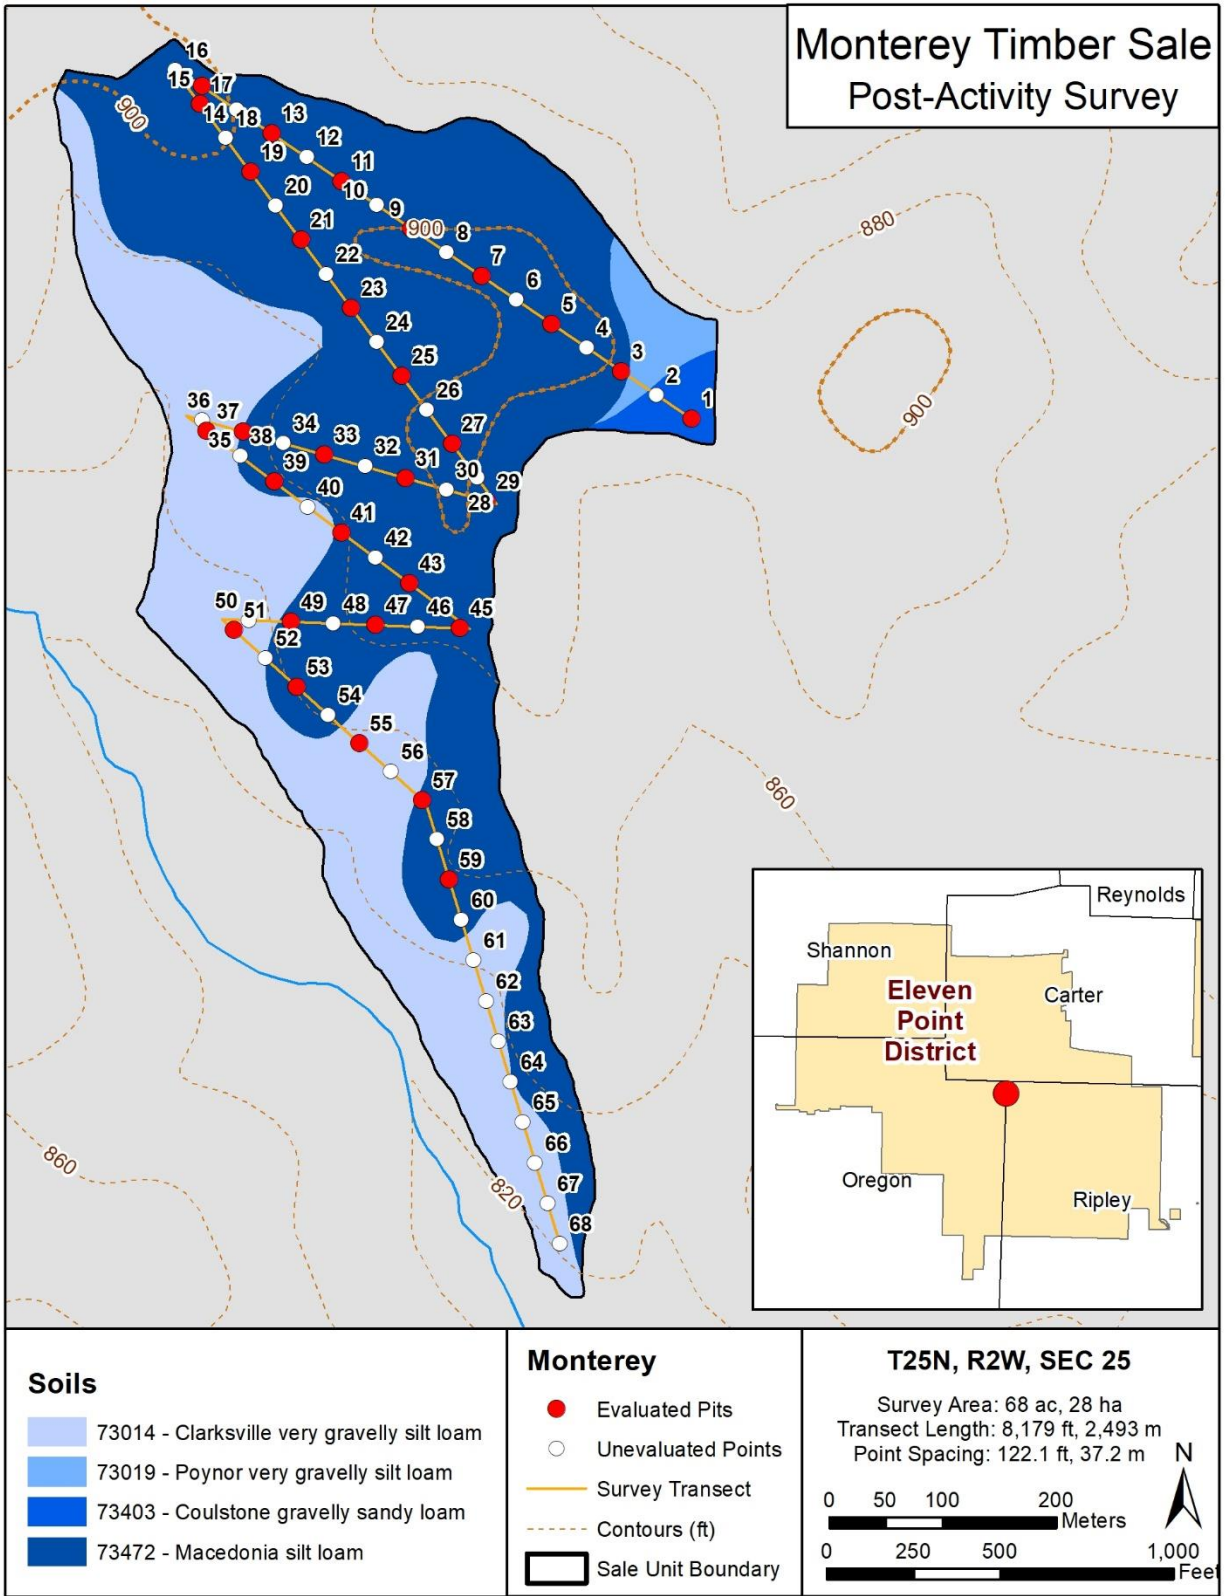 Monterey Timber Sale
Post-Activity Survey
16
15
17
14
18
13
12
19
11
20
10
9
21
8
22
7
6
23
5
24
4
25
3
26
2
27
1
36
37
34
35
38
33
32
39
31
30
29
28
40
41
42
43
50
51
49
48
47
46
45
52
53
54
55
56
57
58
59
60
61
62
63
64
65
66
67
68
900
900
880
900
860
860
820
Reynolds
Shannon
Carter
Eleven
Point
District
Oregon
Ripley
Soils
73014 - Clarksville very gravelly silt loam
73019 - Poynor very gravelly silt loam
73403 - Coulstone gravelly sandy loam
73472 - Macedonia silt loam
Monterey
Evaluated Pits
Unevaluated Points
Survey Transect
Contours (ft)
Sale Unit Boundary
T25N, R2W, SEC 25
Survey Area: 68 ac, 28 ha
Transect Length: 8,179 ft, 2,493 m
Point Spacing: 122.1 ft, 37.2 m
N
0 50 100 200
Meters
0 250 500 1,000
Feet